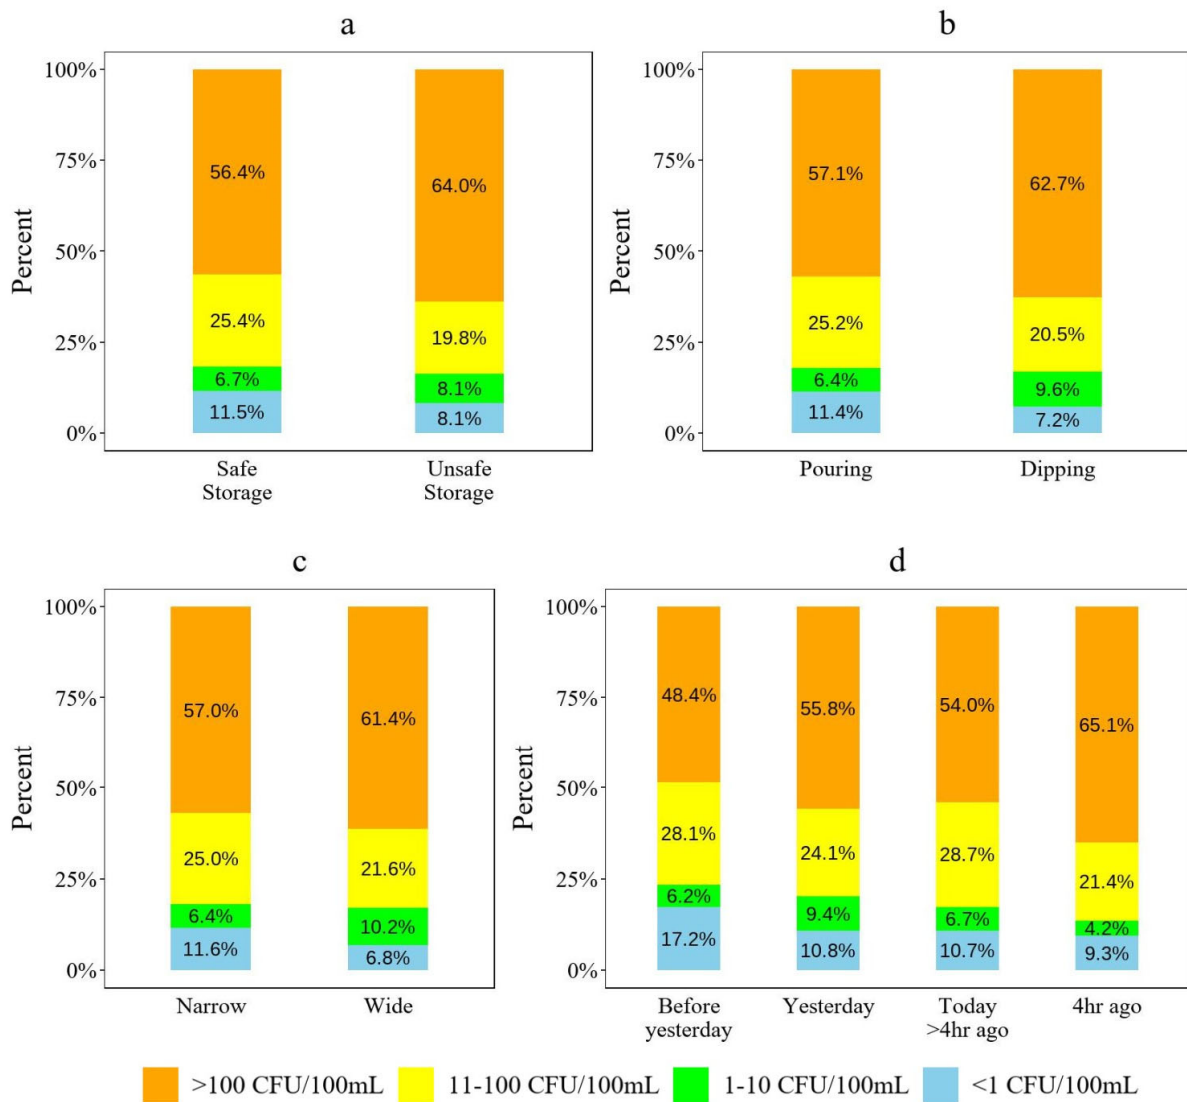 a
100%
75%
50%
25%
0%
Percent
56.4%
25.4%
6.7%
11.5%
64.0%
19.8%
8.1%
8.1%
Safe
Storage
Unsafe
Storage
b
100%
75%
50%
25%
0%
Percent
57.1%
25.2%
6.4%
11.4%
62.7%
20.5%
9.6%
7.2%
Pouring
Dipping
c
100%
75%
50%
25%
0%
Percent
57.0%
25.0%
6.4%
11.6%
61.4%
21.6%
10.2%
6.8%
Narrow
Wide
d
100%
75%
50%
25%
0%
Percent
48.4%
28.1%
6.2%
17.2%
55.8%
24.1%
9.4%
10.8%
54.0%
28.7%
6.7%
10.7%
65.1%
21.4%
4.2%
9.3%
Before
yesterday
Yesterday
Today
>4hr ago
4hr ago
>100 CFU/100mL
11-100 CFU/100mL
1-10 CFU/100mL
<1 CFU/100mL